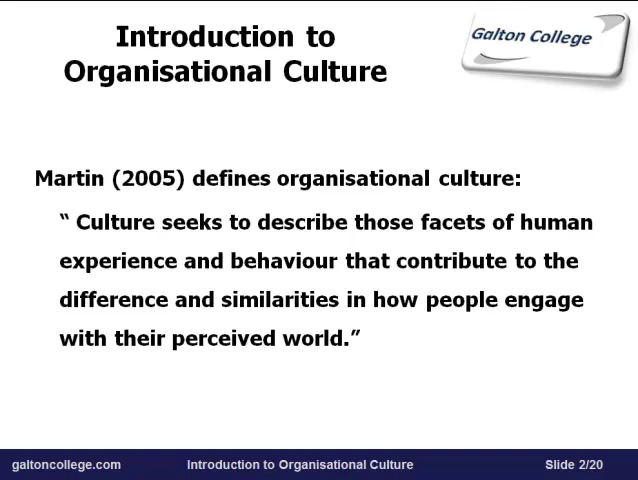 Introduction to
Organisational Culture
Galton College
Martin (2005) defines organisational culture:
“ Culture seeks to describe those facets of human
experience and behaviour that contribute to the
difference and similarities in how people engage
with their perceived world.”
galtoncollege.com
Introduction to Organisational Culture
Slide 2/20